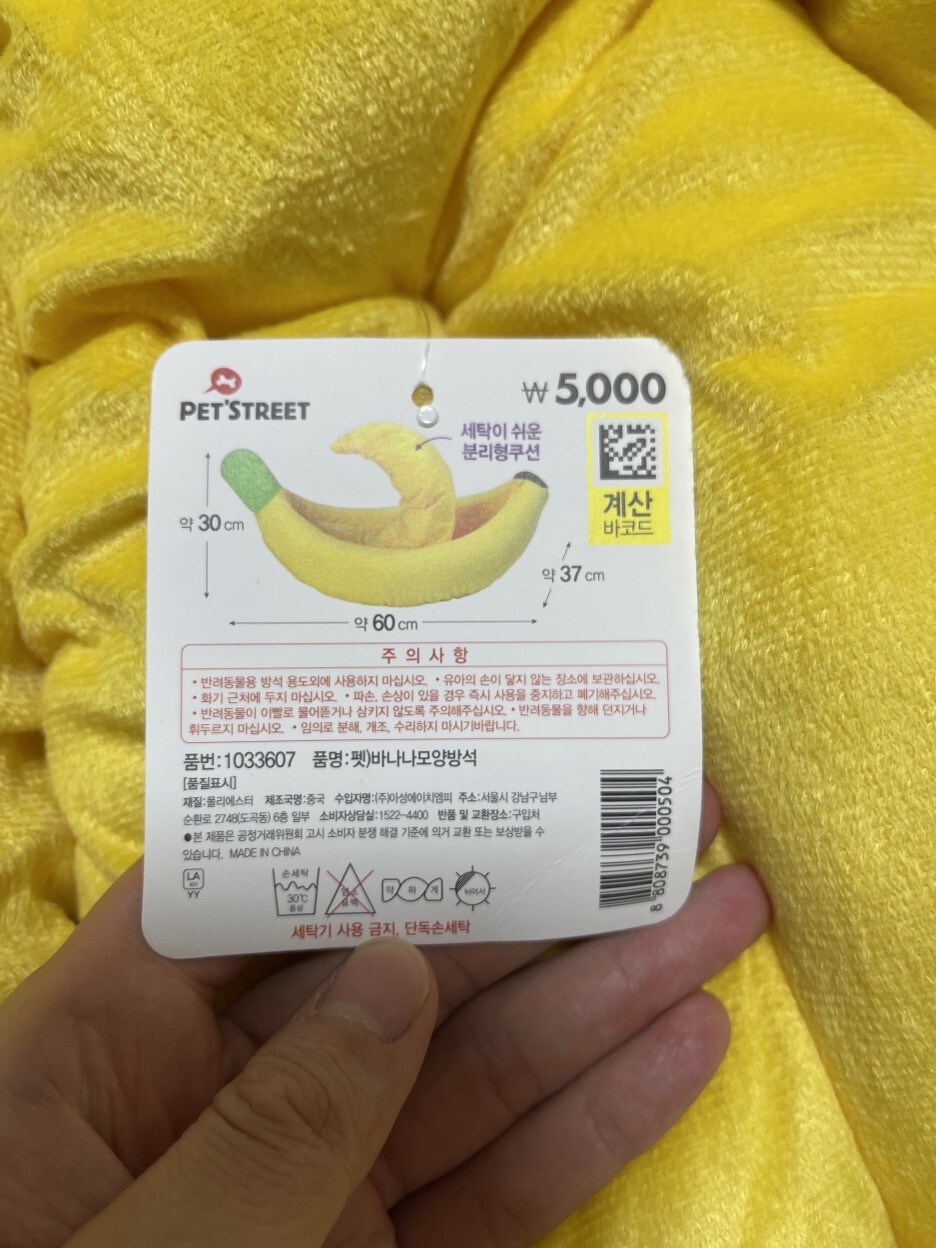 PET'STREET
₩5,000
세탁이 쉬운
분리형쿠션
계산
바코드
약 30 cm
약 37 cm
약 60 cm
주 의 사 항
• 반려동물용 방석 용도외에 사용하지 마십시오. • 유아의 손이 닿지 않는 장소에 보관하십시오.
• 화기 근처에 두지 마십시오. • 파손, 손상이 있을 경우 즉시 사용을 중지하고 폐기해주십시오.
• 반려동물이 이빨로 물어뜯거나 삼키지 않도록 주의해주십시오. • 반려동물을 향해 던지거나
휘두르지 마십시오. • 임의로 분해, 개조, 수리하지 마시기바랍니다.
품번:1033607 품명:펫)바나나모양방석
[품질표시]
재질:폴리에스터 제조국명:중국 수입자명:(주)아성에이치엠피 주소:서울시 강남구남부
순환로 2748(도곡동) 6층 일부 소비자상담실:1522-4400 반품 및 교환장소:구입처
●본 제품은 공정거래위원회 고시 소비자 분쟁 해결 기준에 의거 교환 또는 보상받을 수
있습니다. MADE IN CHINA
LA
KH
YY
손세탁
30℃
중성
염소
표백
약 하 게
뉘어서
세탁기 사용 금지, 단독손세탁
8 808739 000504